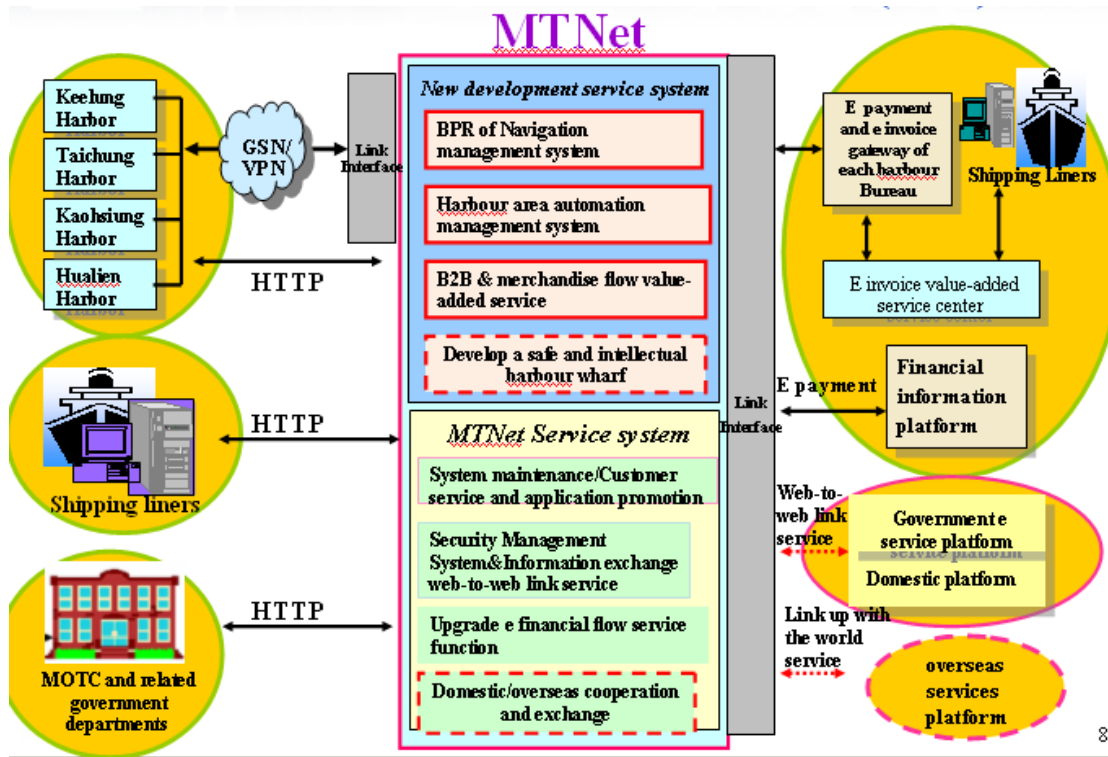 MTNet
Keelung
Harbor
Taichung
Harbor
Kaohsiung
Harbor
Hualien
Harbor
GSN/
VPN
Link
Interface
HTTP
Shipping liners
HTTP
MOTC and related
government
departments
HTTP
New development service system
BPR of Navigation
management system
Harbour area automation
management system
B2B & merchandise flow value-
added service
Develop a safe and intellectual
harbour wharf
MTNet Service system
System maintenance/Customer
service and application promotion
Security Management
System&Information exchange
web-to-web link service
Upgrade e financial flow service
function
Domestic/overseas cooperation
and exchange
Link
Interface
E payment
and e invoice
gateway of
each harbour
Bureau
Shipping Liners
E invoice value-added
service center
E payment
Financial
information
platform
Web-to-
web link
service
Government e
service platform
Domestic platform
Link up with
the world
service
overseas
services
platform
8